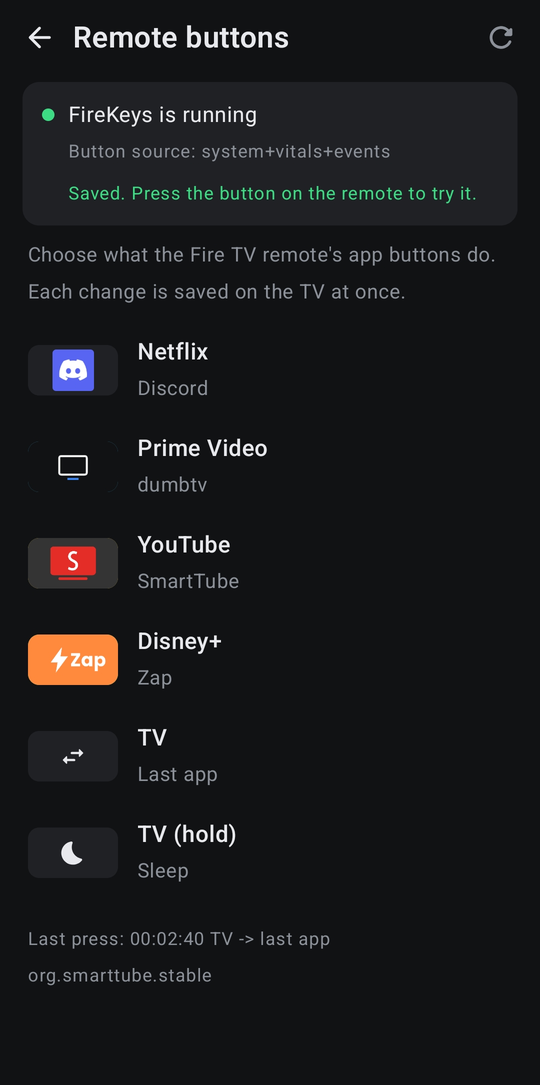 Remote buttons
FireKeys is running
Button source: system+vitals+events
Saved. Press the button on the remote to try it.
Choose what the Fire TV remote's app buttons do.
Each change is saved on the TV at once.
Netflix
Discord
Prime Video
dumbtv
YouTube
S
SmartTube
Disney+
Zap
Zap
TV
Last app
TV (hold)
Sleep
Last press: 00:02:40 TV -> last app
org.smarttube.stable